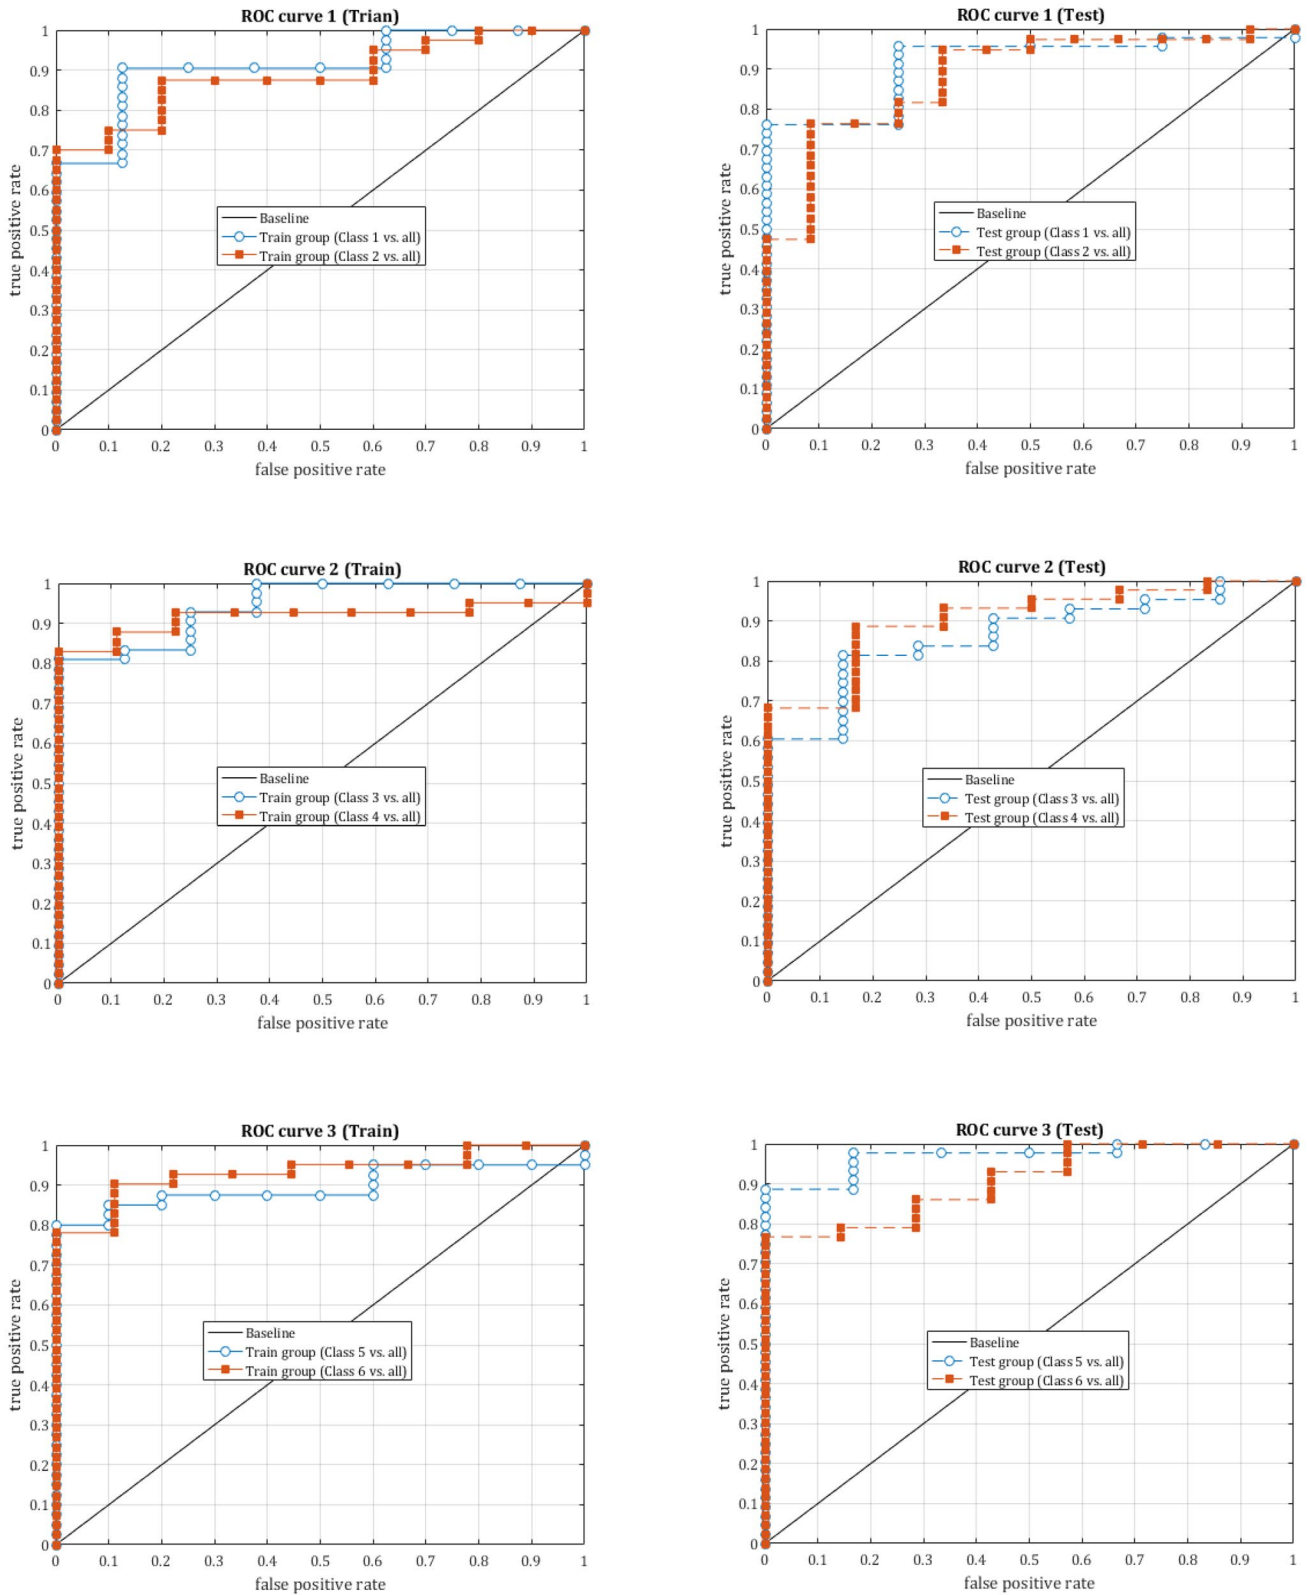 ROC curve 1 (Trian)
1
0.9
0.8
0.7
0.6
0.5
0.4
0.3
0.2
0.1
0
true positive rate
Baseline
Train group (Class 1 vs. all)
Train group (Class 2 vs. all)
0 0.1 0.2 0.3 0.4 0.5 0.6 0.7 0.8 0.9 1
false positive rate
ROC curve 1 (Test)
1
0.9
0.8
0.7
0.6
0.5
0.4
0.3
0.2
0.1
0
true positive rate
Baseline
Test group (Class 1 vs. all)
Test group (Class 2 vs. all)
0 0.1 0.2 0.3 0.4 0.5 0.6 0.7 0.8 0.9 1
false positive rate
ROC curve 2 (Train)
1
0.9
0.8
0.7
0.6
0.5
0.4
0.3
0.2
0.1
0
true positive rate
Baseline
Train group (Class 3 vs. all)
Train group (Class 4 vs. all)
0 0.1 0.2 0.3 0.4 0.5 0.6 0.7 0.8 0.9 1
false positive rate
ROC curve 2 (Test)
1
0.9
0.8
0.7
0.6
0.5
0.4
0.3
0.2
0.1
0
true positive rate
Baseline
Test group (Class 3 vs. all)
Test group (Class 4 vs. all)
0 0.1 0.2 0.3 0.4 0.5 0.6 0.7 0.8 0.9 1
false positive rate
ROC curve 3 (Train)
1
0.9
0.8
0.7
0.6
0.5
0.4
0.3
0.2
0.1
0
true positive rate
Baseline
Train group (Class 5 vs. all)
Train group (Class 6 vs. all)
0 0.1 0.2 0.3 0.4 0.5 0.6 0.7 0.8 0.9 1
false positive rate
ROC curve 3 (Test)
1
0.9
0.8
0.7
0.6
0.5
0.4
0.3
0.2
0.1
0
true positive rate
Baseline
Test group (Class 5 vs. all)
Test group (Class 6 vs. all)
0 0.1 0.2 0.3 0.4 0.5 0.6 0.7 0.8 0.9 1
false positive rate